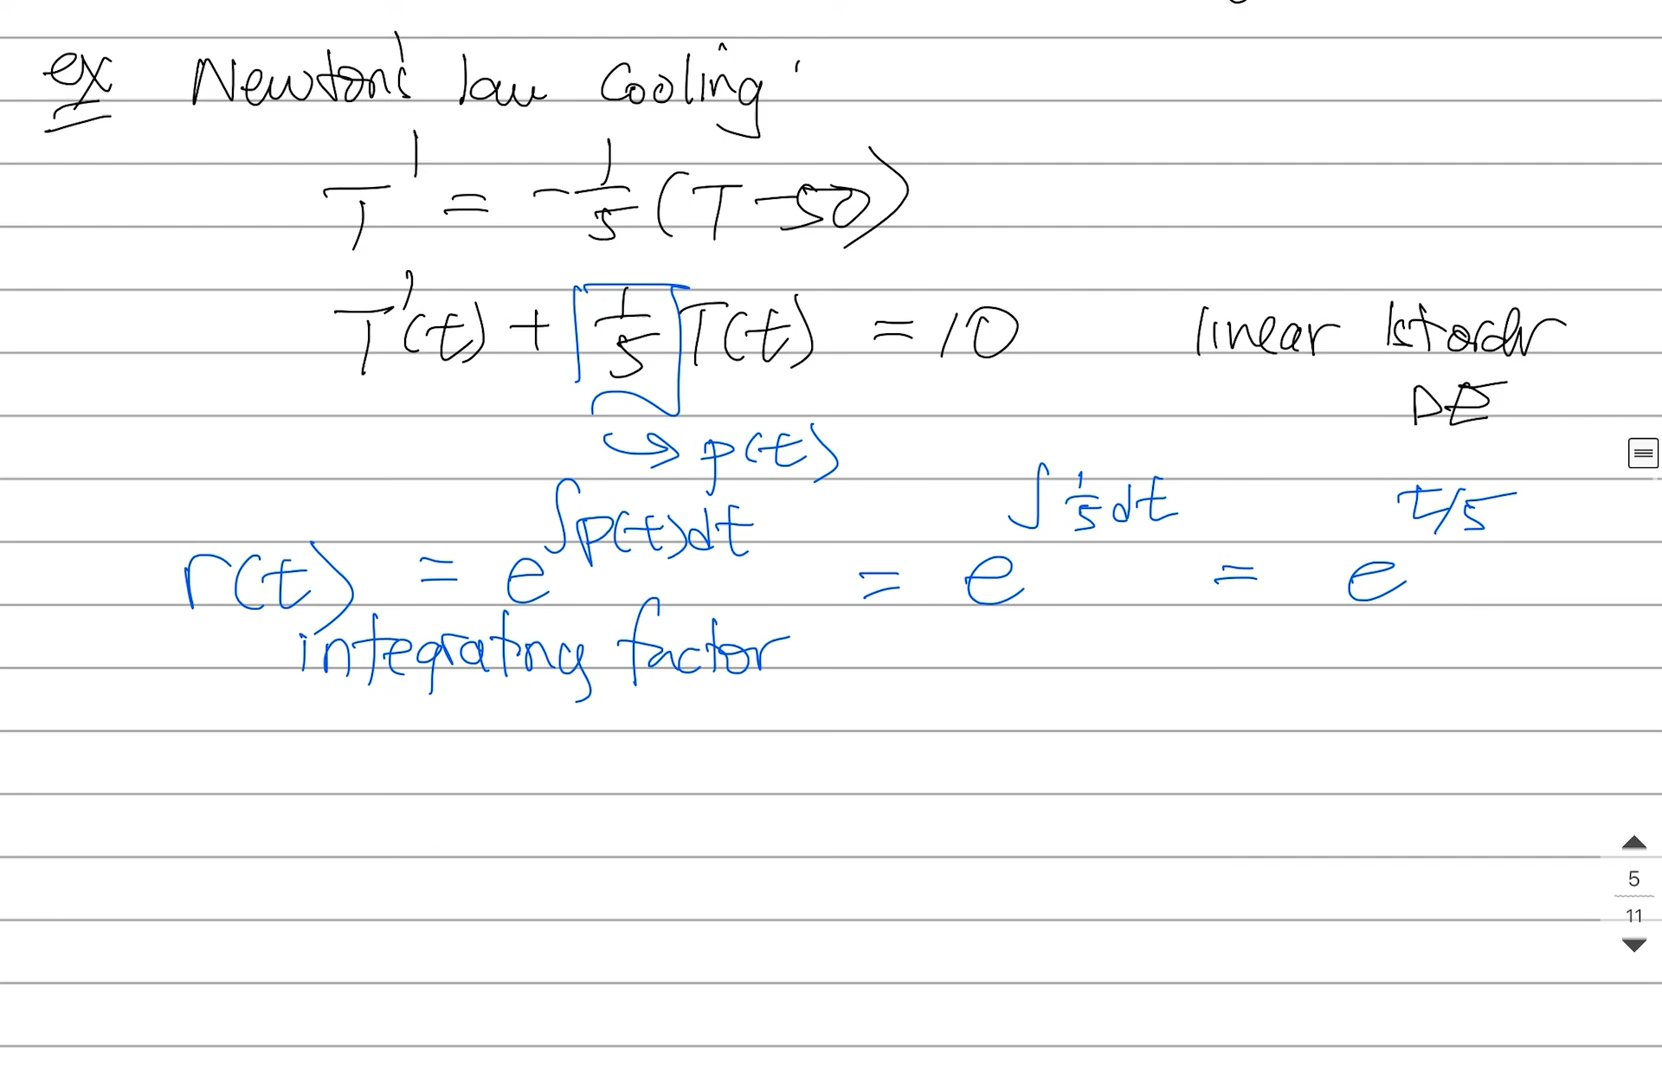 ex Newton's law Cooling:
T' = -1/5 (T-50)
T'(t) + 1/5 T(t) = 10 linear 1st order
DE
↪ p(t)
r(t) = e^∫p(t)dt = e^∫1/5 dt = e^t/5
integrating factor
5
11